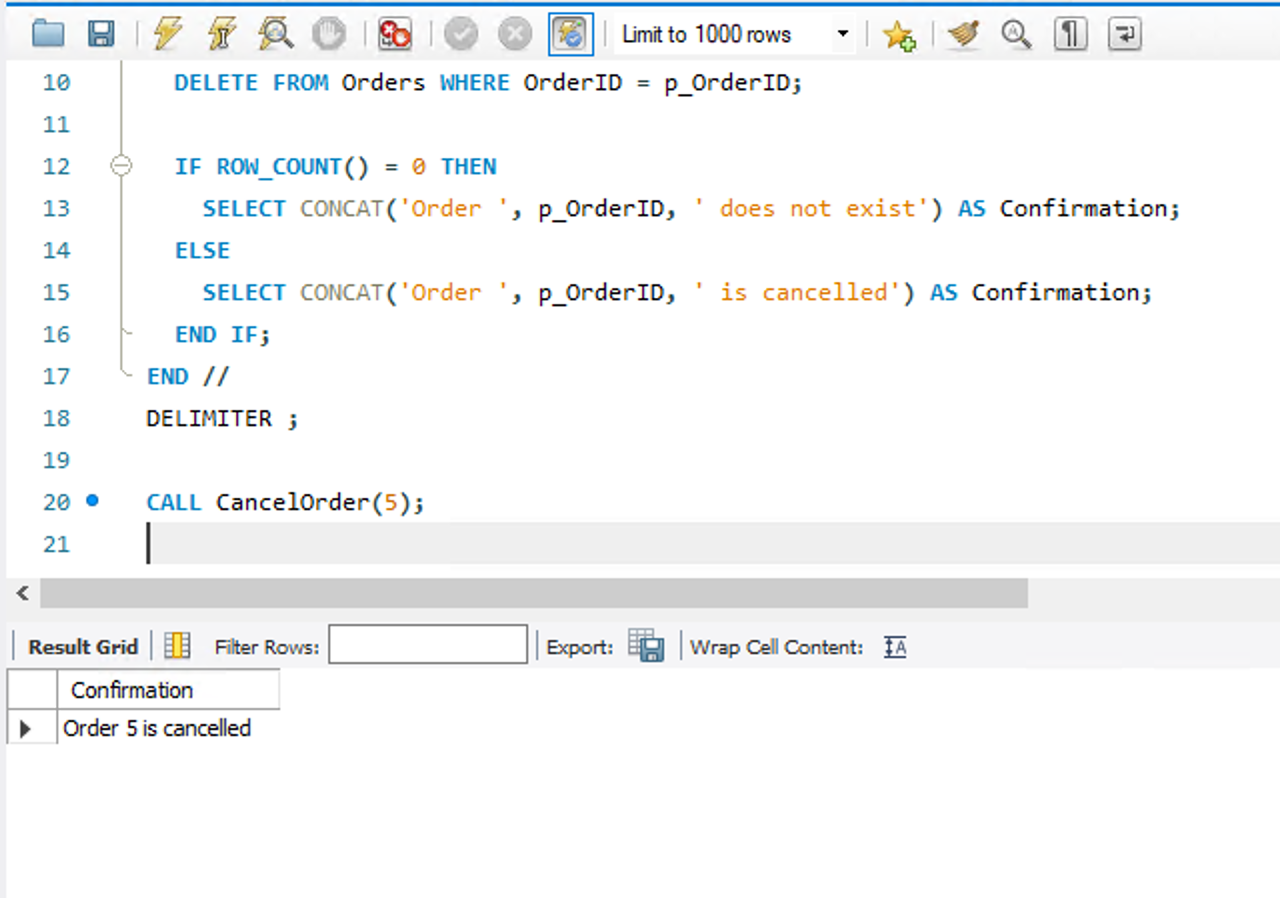 Limit to 1000 rows
10 DELETE FROM Orders WHERE OrderID = p_OrderID;
11
12 IF ROW_COUNT() = 0 THEN
13 SELECT CONCAT('Order ', p_OrderID, ' does not exist') AS Confirmation;
14 ELSE
15 SELECT CONCAT('Order ', p_OrderID, ' is cancelled') AS Confirmation;
16 END IF;
17 END //
18 DELIMITER ;
19
20 CALL CancelOrder(5);
21
Result Grid Filter Rows: Export: Wrap Cell Content: IA
Confirmation
Order 5 is cancelled